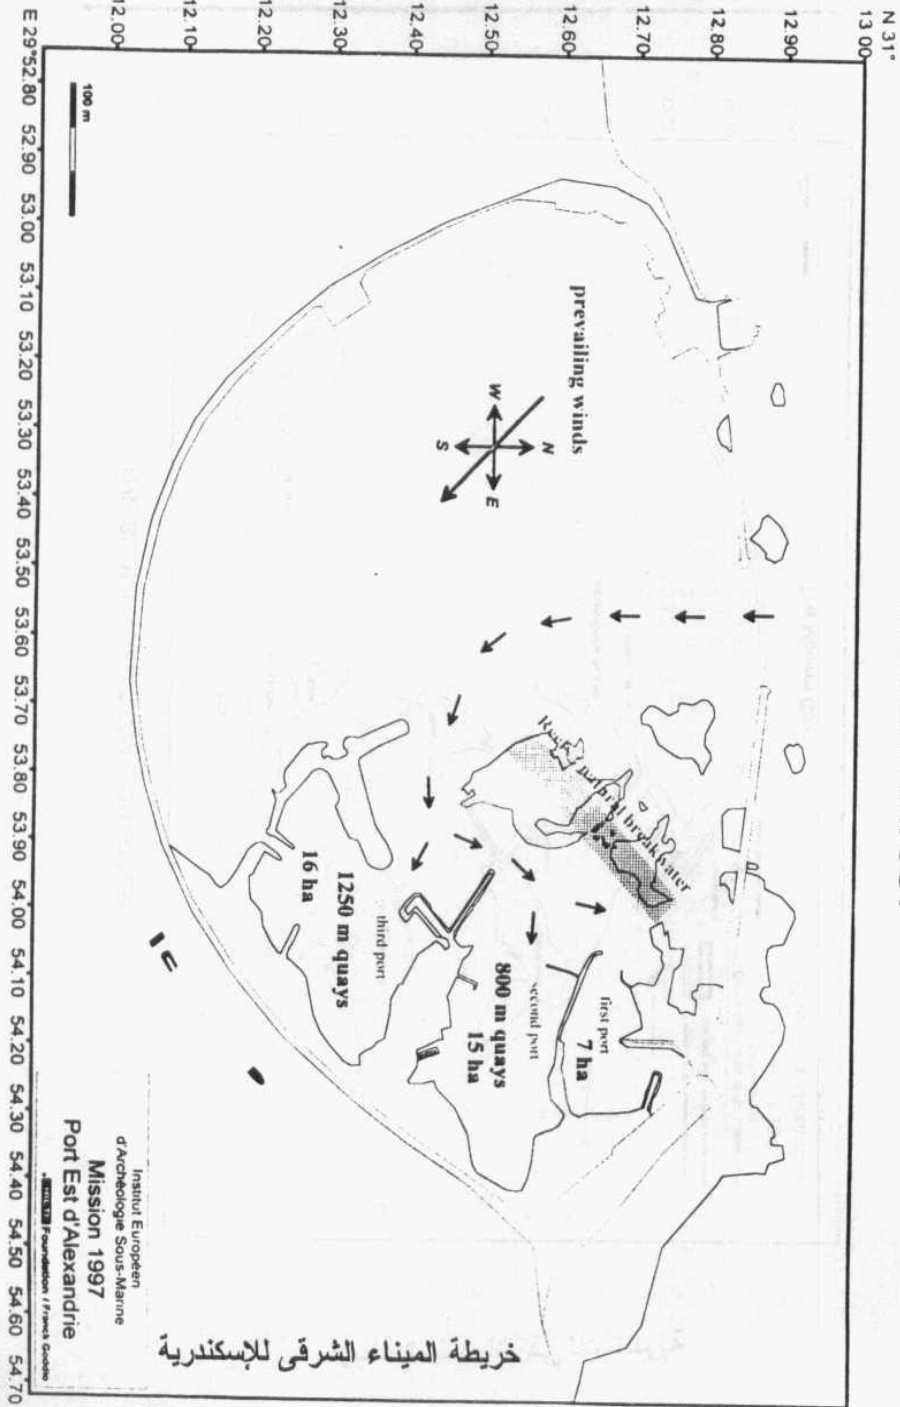 N 31°
13 00
12.90
12.80
12.70
12.60
12.50
12.40
12.30
12.20
12.10
12.00
E 29°52.80
52.90
53.00
53.10
53.20
53.30
53.40
53.50
53.60
53.70
53.80
53.90
54.00
54.10
54.20
54.30
54.40
54.50
54.60
54.70
100 m
prevailing winds
N
W
E
S
Reefs natural breakwater
first port
7 ha
second port
800 m quays
15 ha
third port
1250 m quays
16 ha
Institut Européen
d'Archéologie Sous-Marine
Mission 1997
Port Est d'Alexandrie
HILTI Foundation / Franck Goddio
خريطة الميناء الشرقى للإسكندرية